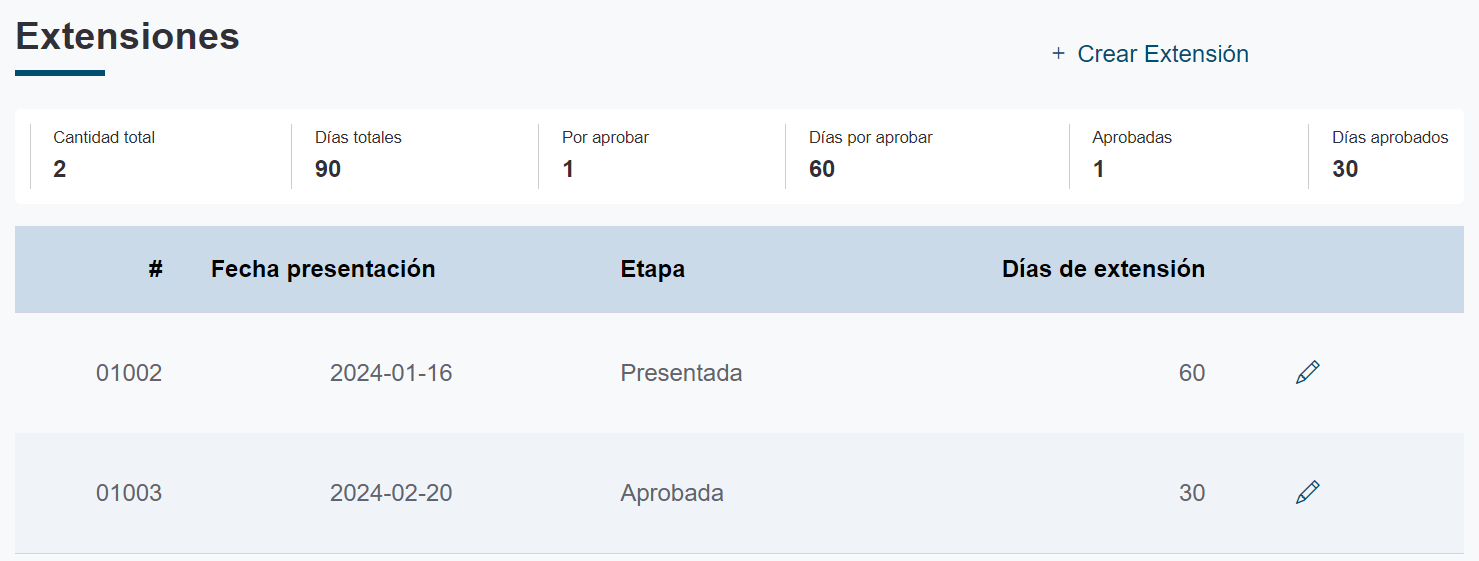 Extensiones
+ Crear Extensión
Cantidad total Días totales Por aprobar Días por aprobar Aprobadas Días aprobados
2 90 1 60 1 30
# Fecha presentación Etapa Días de extensión
01002 2024-01-16 Presentada 60
01003 2024-02-20 Aprobada 30